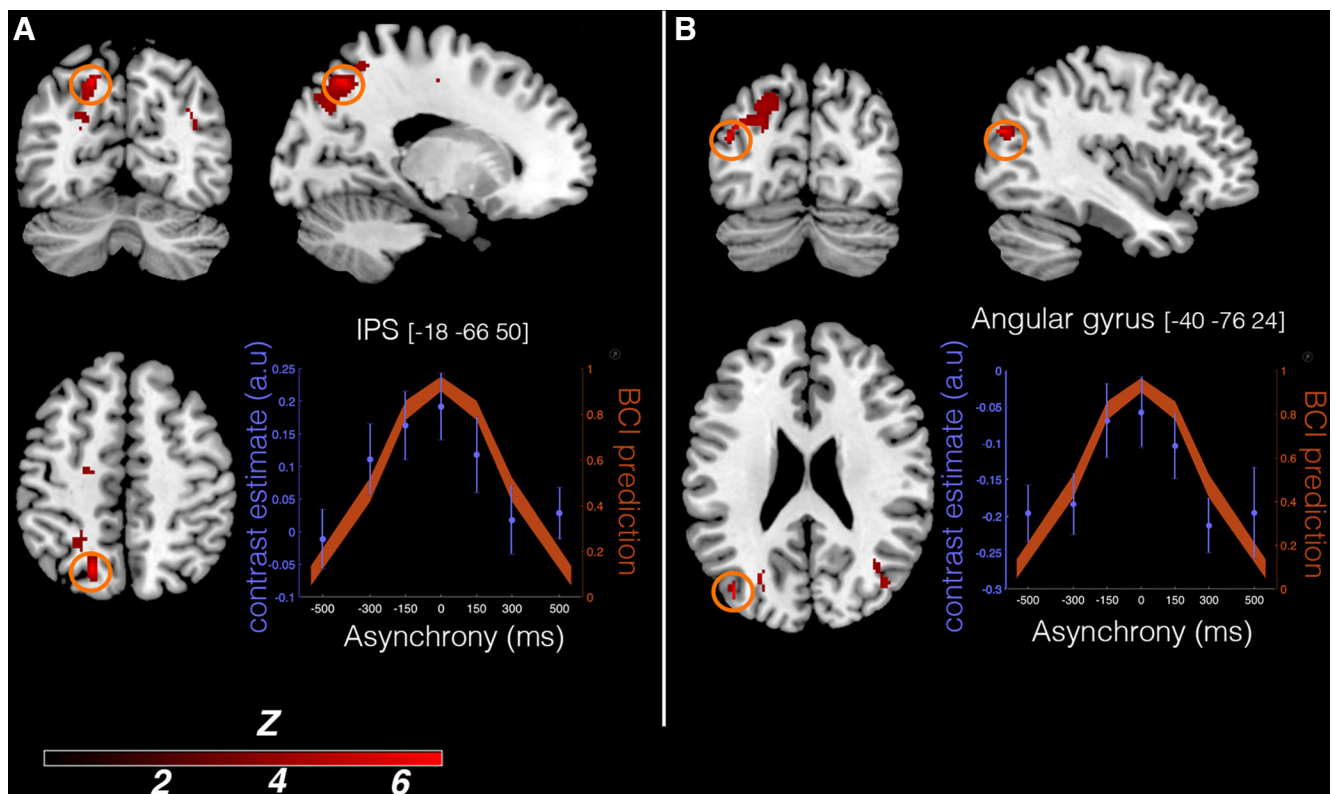 A
B
IPS [-18 -66 50]
contrast estimate (a.u)
0.25
0.2
0.15
0.1
0.05
0
-0.05
-0.1
1
0.8
0.6
0.4
0.2
0
BCI prediction
-500 -300 -150 0 150 300 500
Asynchrony (ms)
Angular gyrus [-40 -76 24]
contrast estimate (a.u)
0
-0.05
-0.1
-0.15
-0.2
-0.25
-0.3
1
0.8
0.6
0.4
0.2
0
BCI prediction
-500 -300 -150 0 150 300 500
Asynchrony (ms)
Z
2 4 6